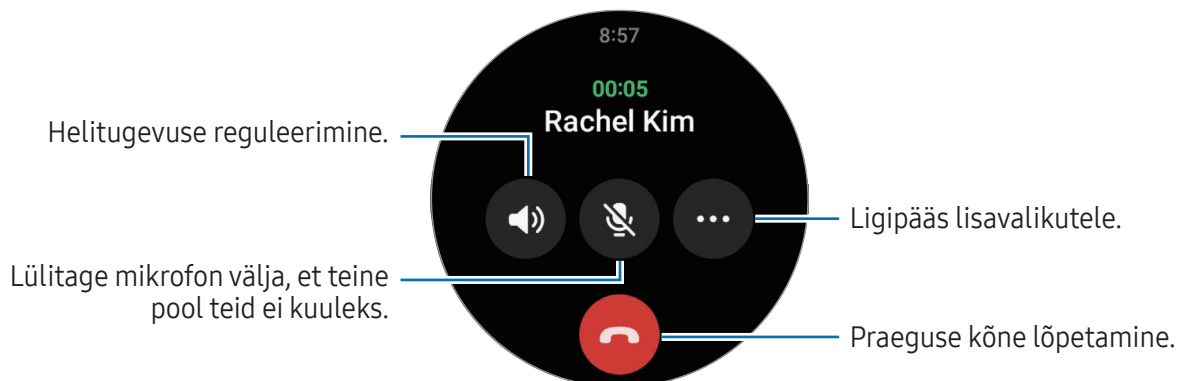 8:57
00:05
Rachel Kim
Helitugevuse reguleerimine.
Ligipääs lisavalikutele.
Lülitage mikrofon välja, et teine
pool teid ei kuuleks.
Praeguse kõne lõpetamine.